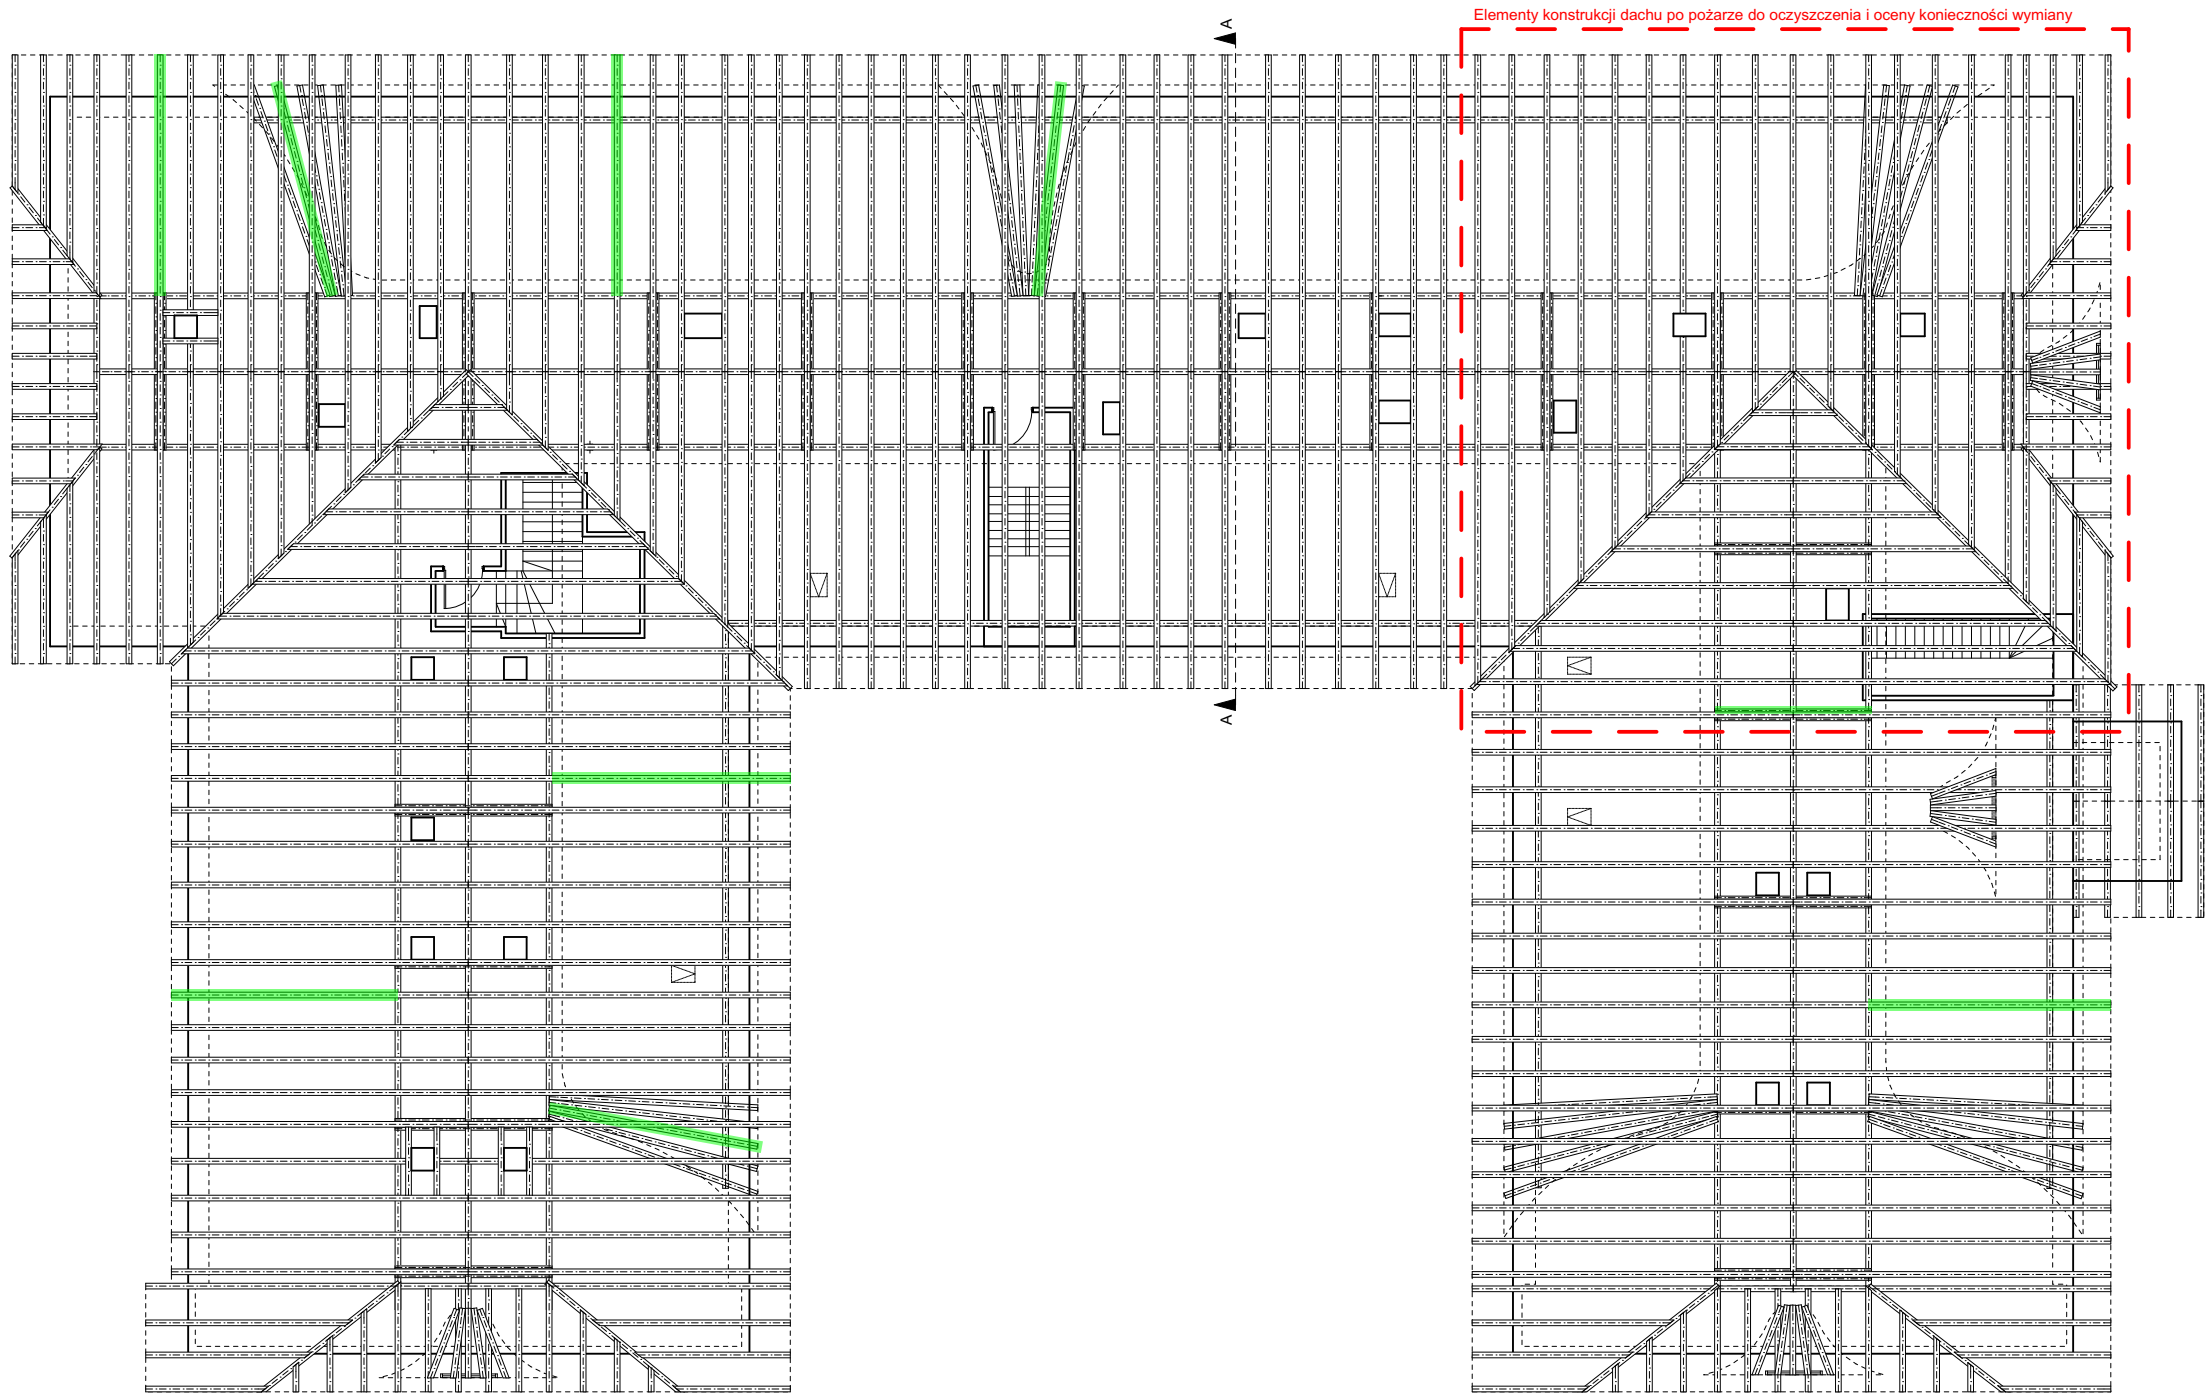 Elementy konstrukcji dachu po pożarze do oczyszczenia i oceny konieczności wymiany
A
A